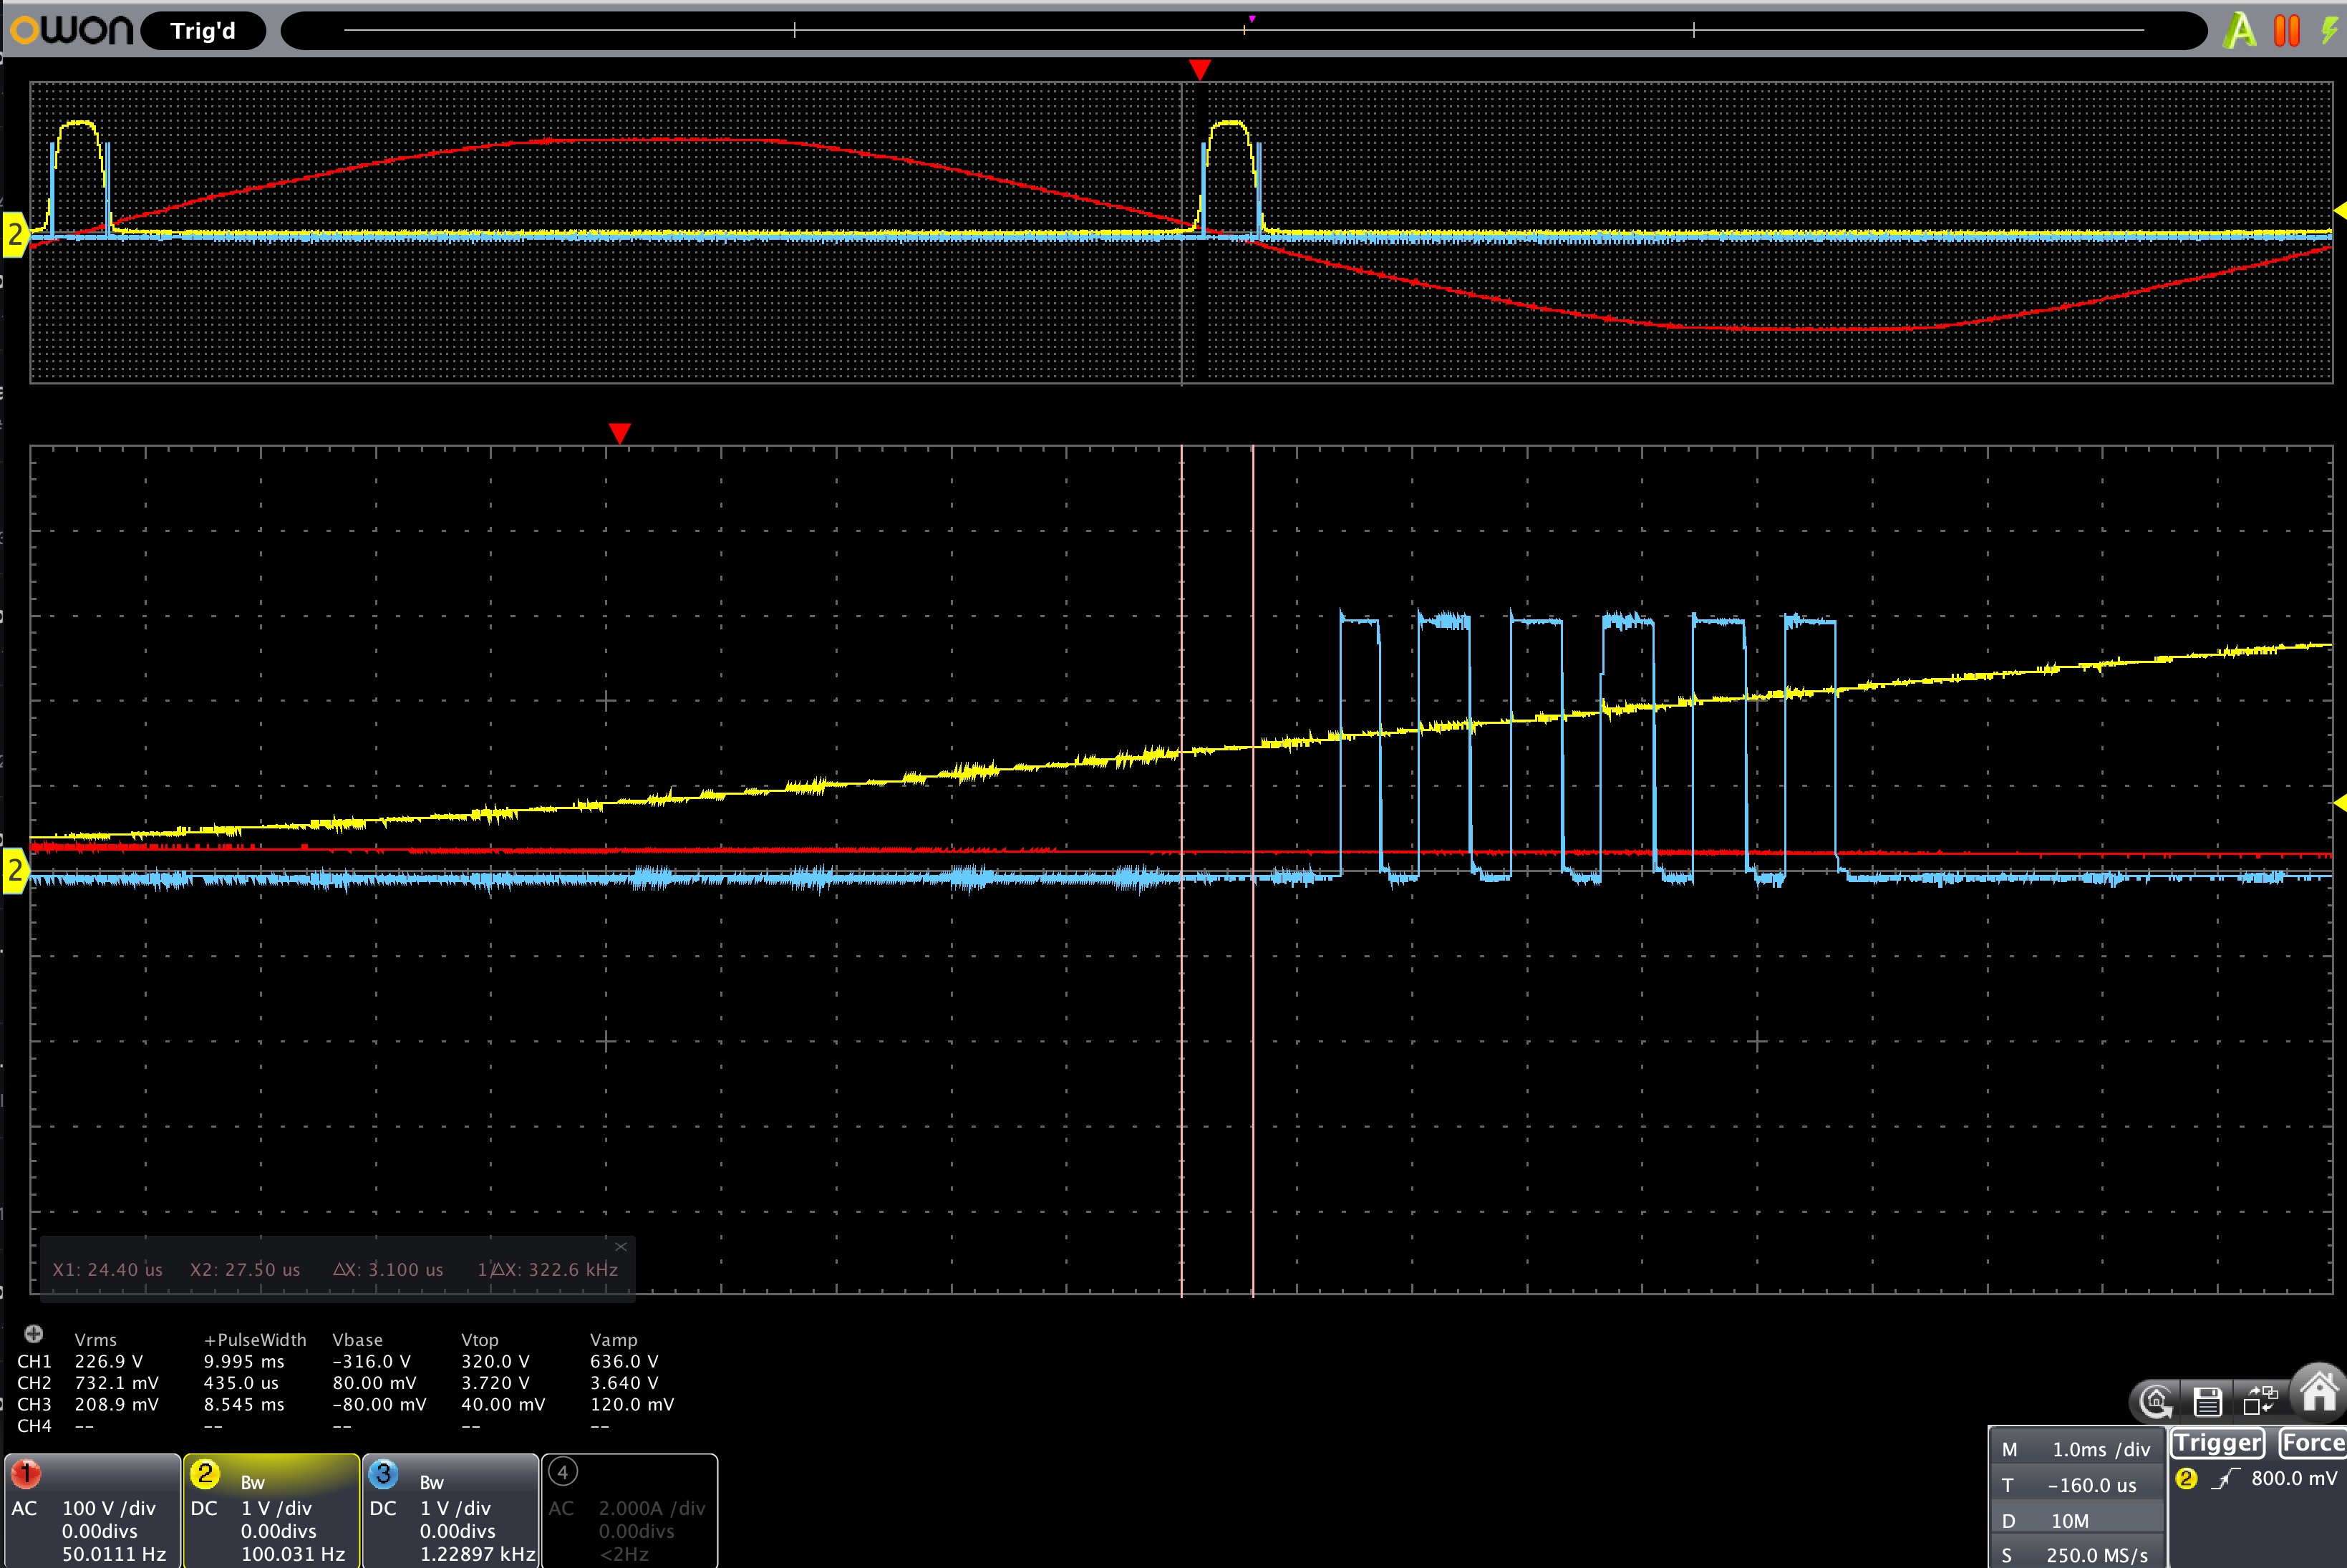 OWON Trig'd A
2
2
X1: 24.40 us X2: 27.50 us ΔX: 3.100 us 1/ΔX: 322.6 kHz
Vrms +PulseWidth Vbase Vtop Vamp
CH1 226.9 V 9.995 ms -316.0 V 320.0 V 636.0 V
CH2 732.1 mV 435.0 us 80.00 mV 3.720 V 3.640 V
CH3 208.9 mV 8.545 ms -80.00 mV 40.00 mV 120.0 mV
CH4 -- -- -- -- --
1
AC 100 V /div
0.00divs
50.0111 Hz
2 Bw
DC 1 V /div
0.00divs
100.031 Hz
3 Bw
DC 1 V /div
0.00divs
1.22897 kHz
4
AC 2.000A /div
0.00divs
<2Hz
M 1.0ms /div
T -160.0 us
D 10M
S 250.0 MS/s
Trigger Force
2 800.0 mV